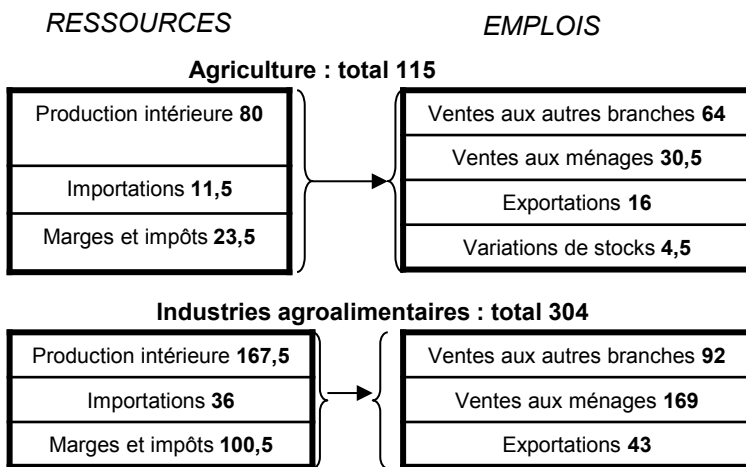 RESSOURCES
EMPLOIS
Agriculture : total 115
Production intérieure 80
Importations 11,5
Marges et impôts 23,5
Ventes aux autres branches 64
Ventes aux ménages 30,5
Exportations 16
Variations de stocks 4,5
Industries agroalimentaires : total 304
Production intérieure 167,5
Importations 36
Marges et impôts 100,5
Ventes aux autres branches 92
Ventes aux ménages 169
Exportations 43